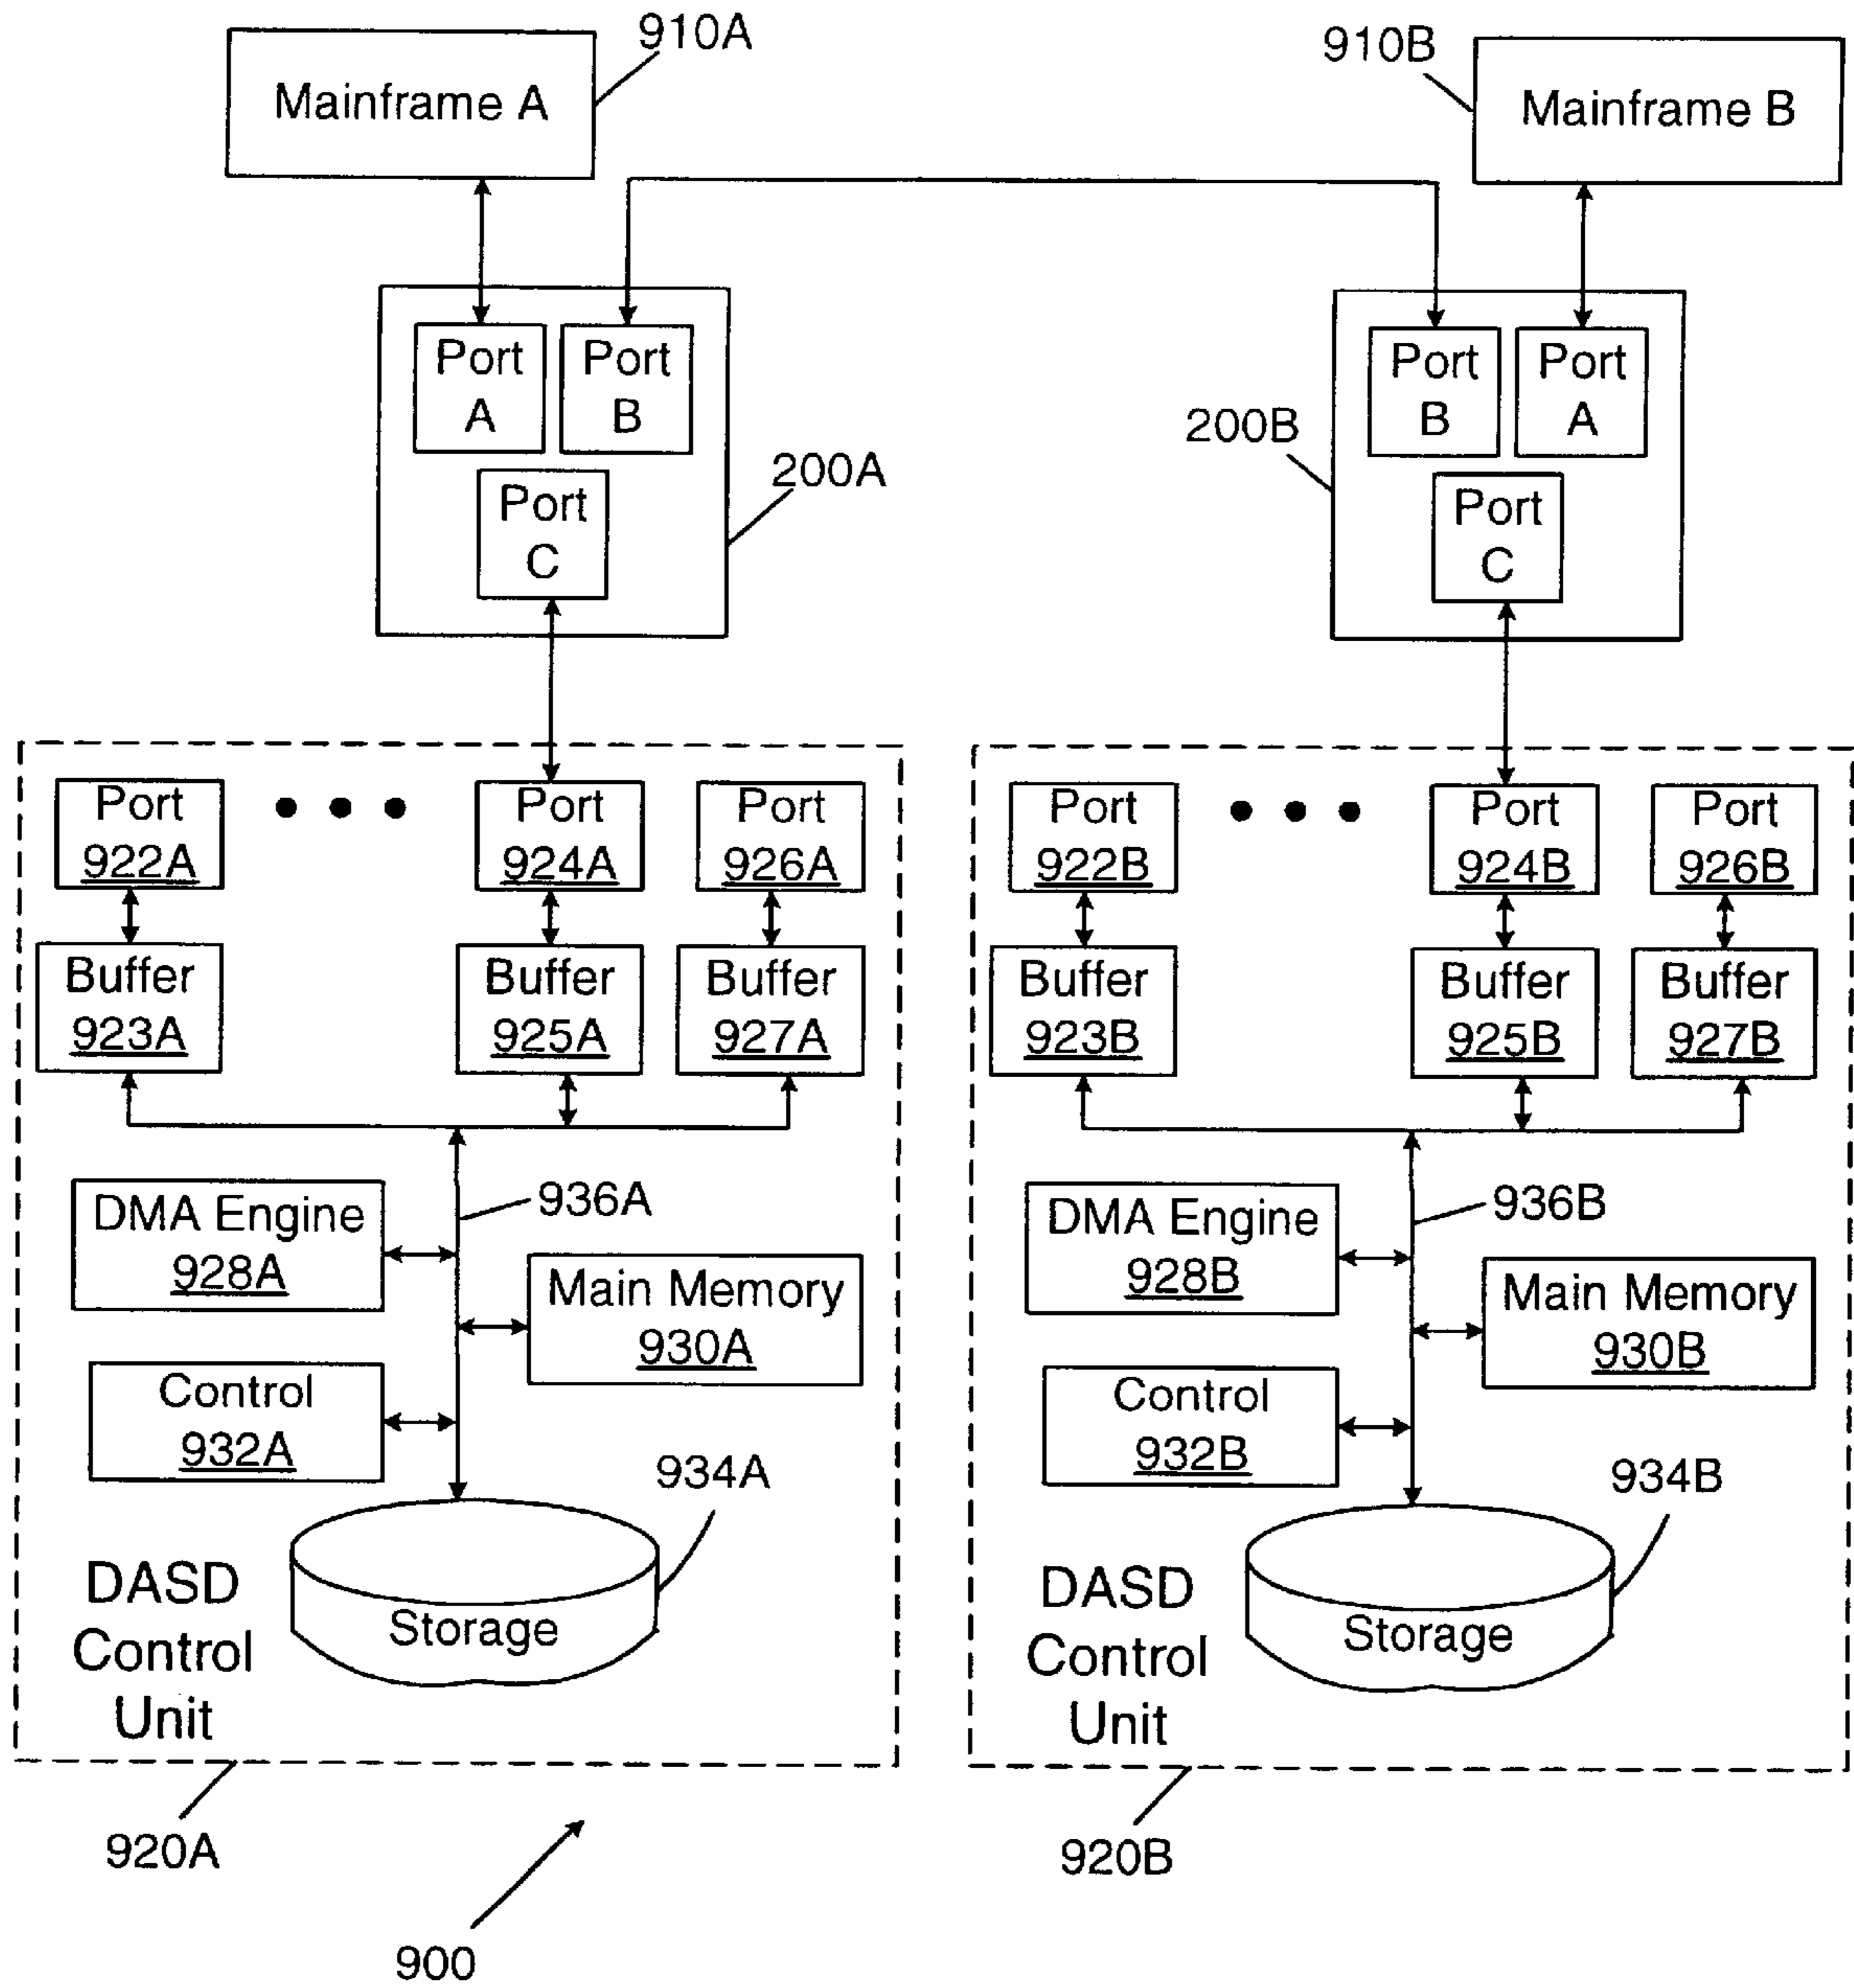 910A
910B
Mainframe A
Mainframe B
Port
A
Port
B
Port
B
Port
A
200A
200B
Port
C
Port
C
Port
922A
Port
924A
Port
926A
Port
922B
Port
924B
Port
926B
Buffer
923A
Buffer
925A
Buffer
927A
Buffer
923B
Buffer
925B
Buffer
927B
DMA Engine
928A
936A
Main Memory
930A
Control
932A
934A
Storage
DASD
Control
Unit
DMA Engine
928B
936B
Main Memory
930B
Control
932B
934B
Storage
DASD
Control
Unit
920A
920B
900